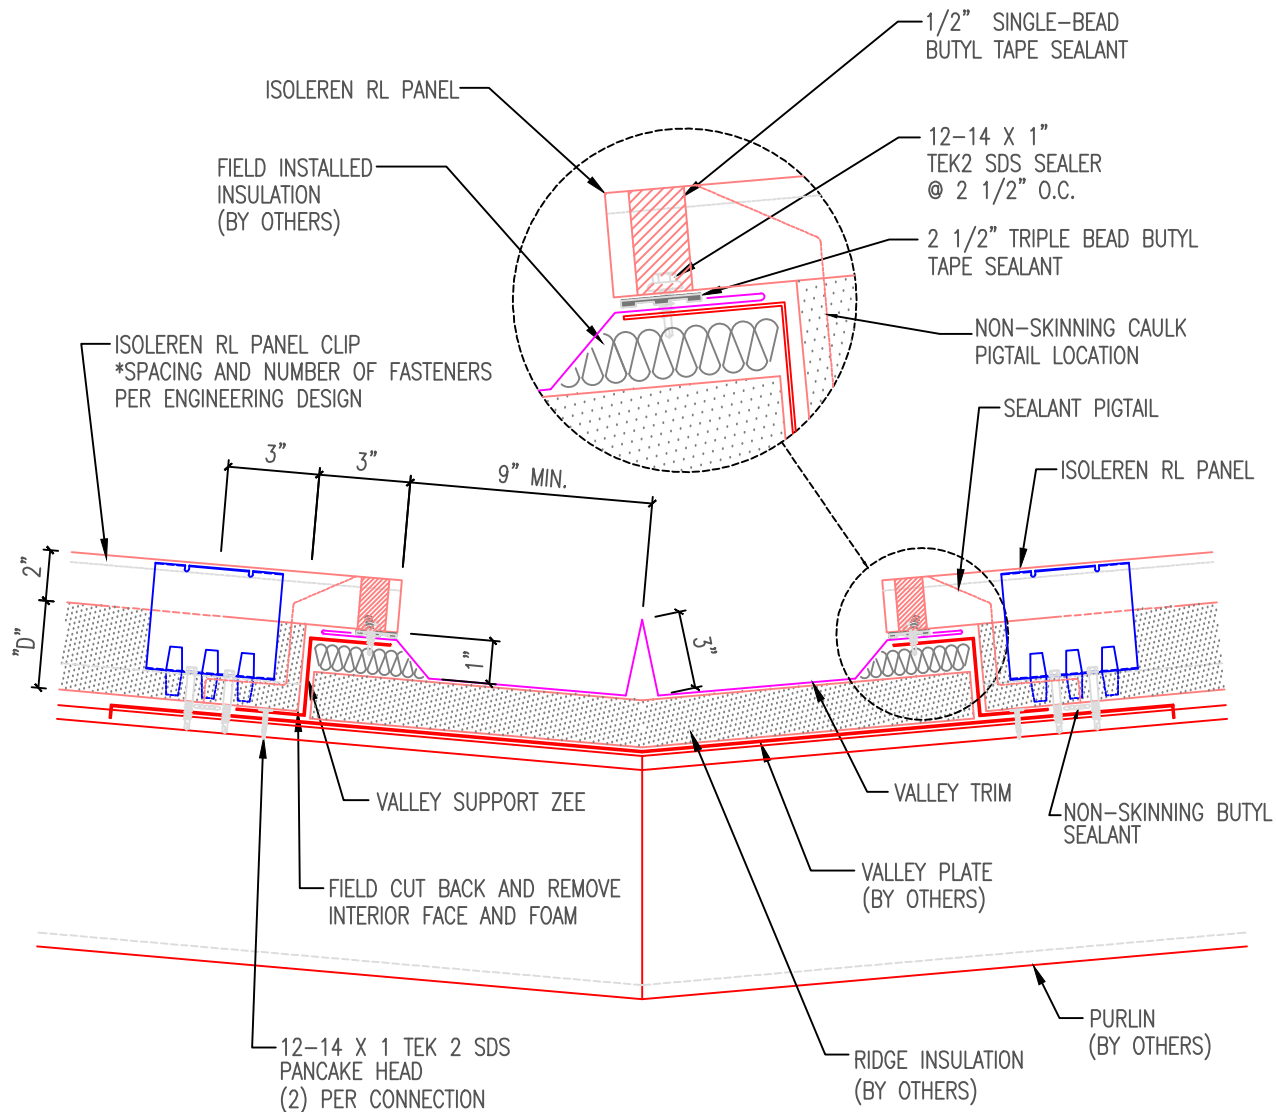 1/2" SINGLE-BEAD
BUTYL TAPE SEALANT
ISOLEREN RL PANEL
12-14 X 1"
TEK2 SDS SEALER
@ 2 1/2" O.C.
FIELD INSTALLED
INSULATION
(BY OTHERS)
2 1/2" TRIPLE BEAD BUTYL
TAPE SEALANT
NON-SKINNING CAULK
PIGTAIL LOCATION
ISOLEREN RL PANEL CLIP
*SPACING AND NUMBER OF FASTENERS
PER ENGINEERING DESIGN
SEALANT PIGTAIL
3"
3"
9" MIN.
ISOLEREN RL PANEL
2"
"D"
1"
3"
VALLEY SUPPORT ZEE
VALLEY TRIM
NON-SKINNING BUTYL
SEALANT
VALLEY PLATE
(BY OTHERS)
FIELD CUT BACK AND REMOVE
INTERIOR FACE AND FOAM
PURLIN
(BY OTHERS)
12-14 X 1 TEK 2 SDS
PANCAKE HEAD
(2) PER CONNECTION
RIDGE INSULATION
(BY OTHERS)